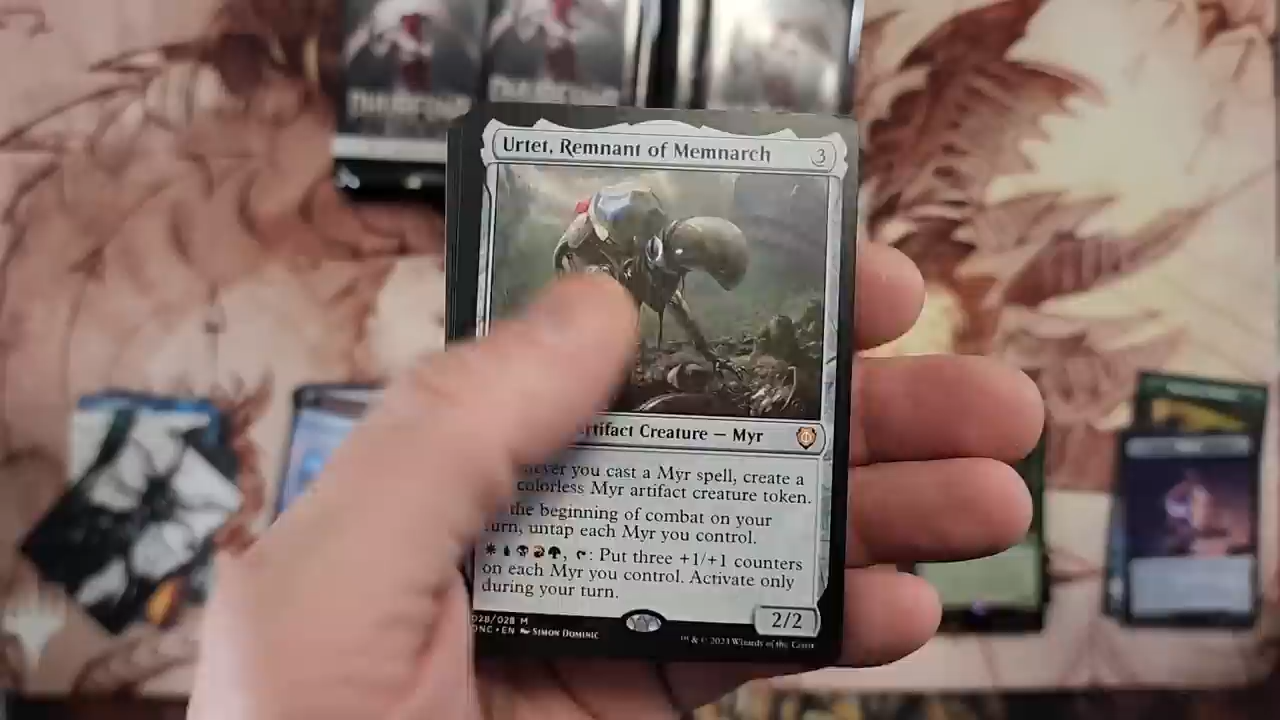 Urtet, Remnant of Memnarch 3
Artifact Creature — Myr
you cast a Myr spell, create a
colorless Myr artifact creature token.
the beginning of combat on your
turn, untap each Myr you control.
: Put three +1/+1 counters
on each Myr you control. Activate only
during your turn.
2/2
028/028 M
ONC • EN SIMON DOMINIC
™ & © 2023 Wizards of the Coast